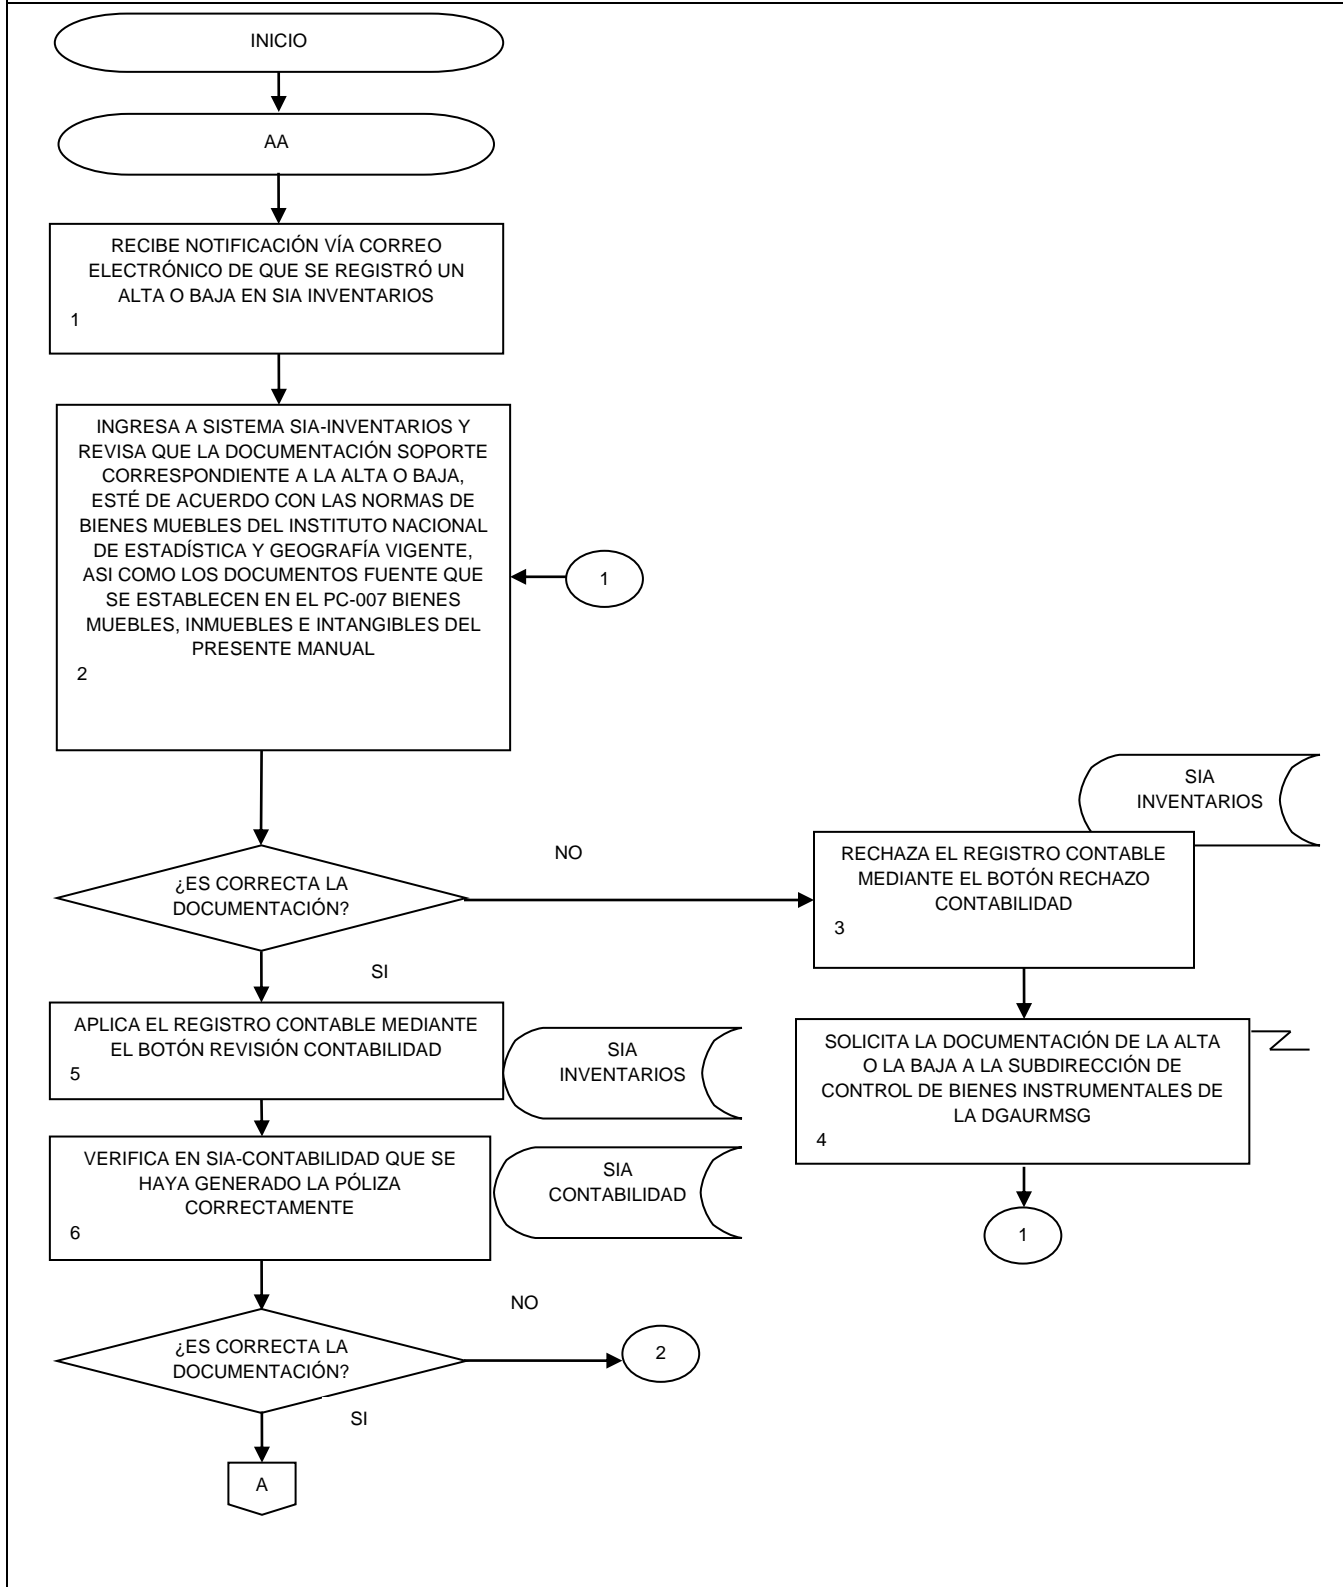 INICIO
AA
RECIBE NOTIFICACIÓN VÍA CORREO
ELECTRÓNICO DE QUE SE REGISTRÓ UN
ALTA O BAJA EN SIA INVENTARIOS
1
INGRESA A SISTEMA SIA-INVENTARIOS Y
REVISA QUE LA DOCUMENTACIÓN SOPORTE
CORRESPONDIENTE A LA ALTA O BAJA,
ESTÉ DE ACUERDO CON LAS NORMAS DE
BIENES MUEBLES DEL INSTITUTO NACIONAL
DE ESTADÍSTICA Y GEOGRAFÍA VIGENTE,
ASI COMO LOS DOCUMENTOS FUENTE QUE
SE ESTABLECEN EN EL PC-007 BIENES
MUEBLES, INMUEBLES E INTANGIBLES DEL
PRESENTE MANUAL
2
1
¿ES CORRECTA LA
DOCUMENTACIÓN?
NO
SIA
INVENTARIOS
RECHAZA EL REGISTRO CONTABLE
MEDIANTE EL BOTÓN RECHAZO
CONTABILIDAD
3
SOLICITA LA DOCUMENTACIÓN DE LA ALTA
O LA BAJA A LA SUBDIRECCIÓN DE
CONTROL DE BIENES INSTRUMENTALES DE
LA DGAURMSG
4
1
SI
APLICA EL REGISTRO CONTABLE MEDIANTE
EL BOTÓN REVISIÓN CONTABILIDAD
5
SIA
INVENTARIOS
VERIFICA EN SIA-CONTABILIDAD QUE SE
HAYA GENERADO LA PÓLIZA
CORRECTAMENTE
6
SIA
CONTABILIDAD
¿ES CORRECTA LA
DOCUMENTACIÓN?
NO
2
SI
A